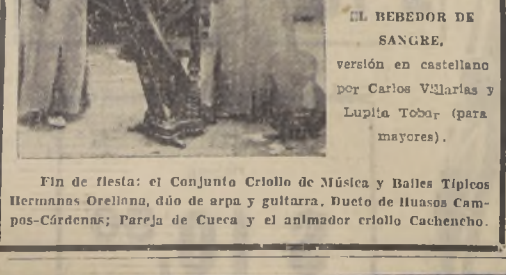 EL BEBEDOR DE
SANGRE,
versión en castellano
por Carlos Villarías y
Lupita Tobar (para
mayores).
Fin de fiesta: el Conjunto Criollo de Música y Bailes Típicos
Hermanos Orellana, dúo de arpa y guitarra. Dueto de Huasos Cam-
pos-Cárdenas; Pareja de Cueca y el animador criollo Cachencho.